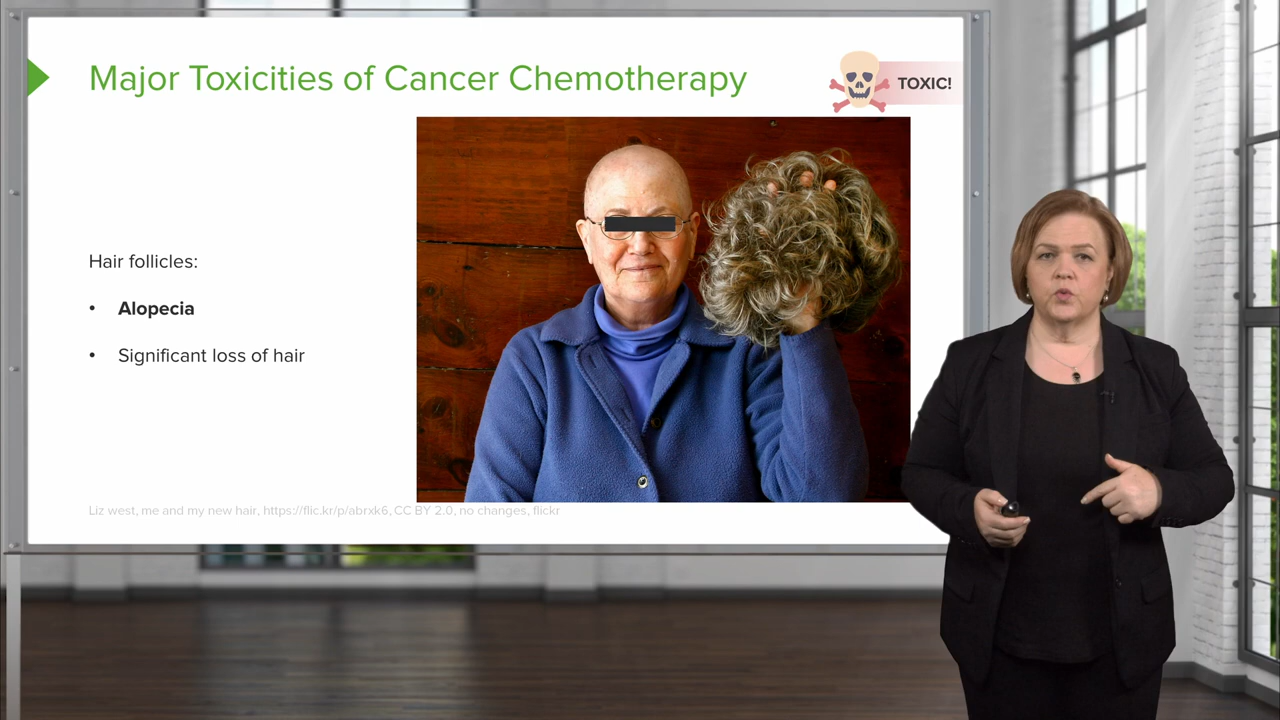 Major Toxicities of Cancer Chemotherapy
TOXIC!
Hair follicles:
• Alopecia
• Significant loss of hair
Liz west, me and my new hair, https://flic.kr/p/abrxk6, CC BY 2.0, no changes, flickr